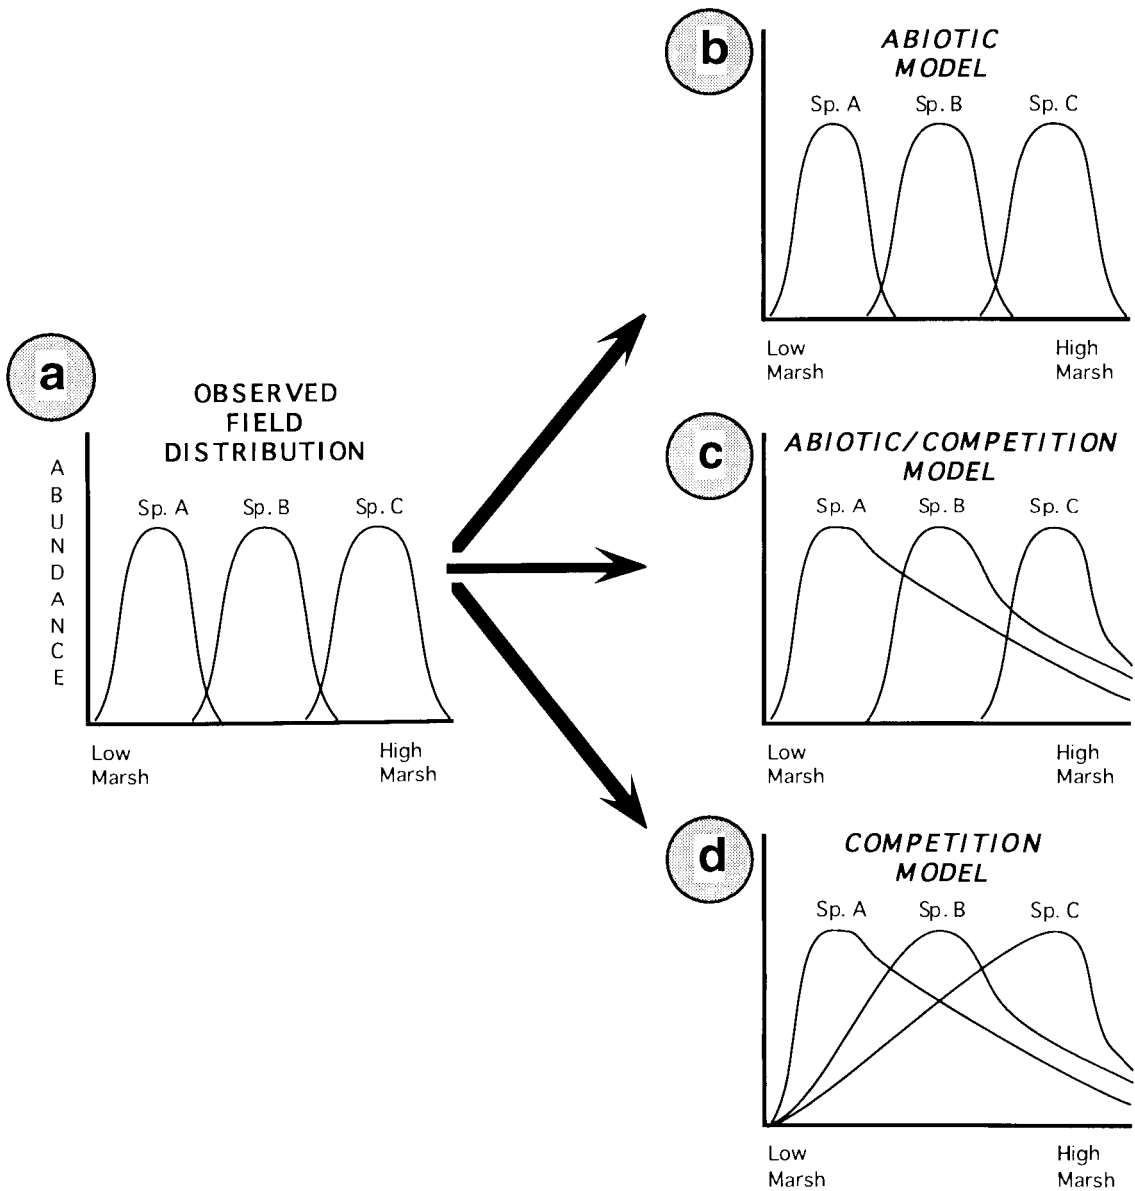 a
OBSERVED
FIELD
DISTRIBUTION
ABUNDANCE
Sp. A
Sp. B
Sp. C
Low
Marsh
High
Marsh
b
ABIOTIC
MODEL
Sp. A
Sp. B
Sp. C
Low
Marsh
High
Marsh
c
ABIOTIC/COMPETITION
MODEL
Sp. A
Sp. B
Sp. C
Low
Marsh
High
Marsh
d
COMPETITION
MODEL
Sp. A
Sp. B
Sp. C
Low
Marsh
High
Marsh